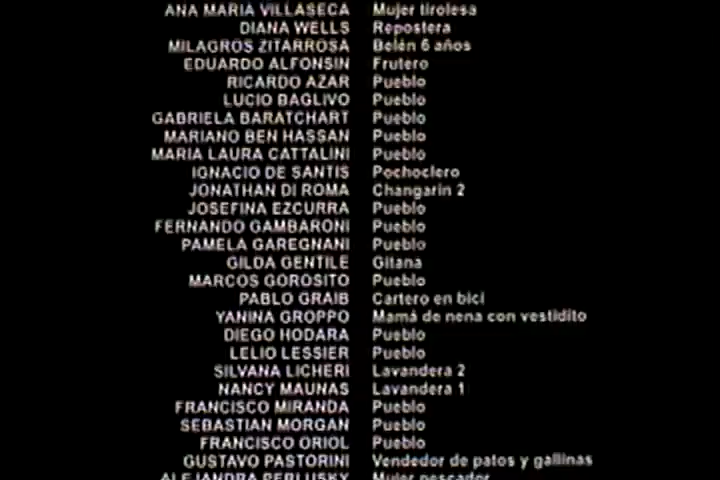 ANA MARIA VILLASECA Mujer tirolesa
DIANA WELLS Repostera
MILAGROS ZITARROSA Belén 6 años
EDUARDO ALFONSIN Frutero
RICARDO AZAR Pueblo
LUCIO BAGLIVO Pueblo
GABRIELA BARATCHART Pueblo
MARIANO BEN HASSAN Pueblo
MARIA LAURA CATTALINI Pueblo
IGNACIO DE SANTIS Pochoclero
JONATHAN DI ROMA Changarin 2
JOSEFINA EZCURRA Pueblo
FERNANDO GAMBARONI Pueblo
PAMELA GAREGNANI Pueblo
GILDA GENTILE Gitana
MARCOS GOROSITO Pueblo
PABLO GRAIB Cartero en bici
YANINA GROPPO Mamá de nena con vestidito
DIEGO HODARA Pueblo
LELIO LESSIER Pueblo
SILVANA LICHERI Lavandera 2
NANCY MAUNAS Lavandera 1
FRANCISCO MIRANDA Pueblo
SEBASTIAN MORGAN Pueblo
FRANCISCO ORIOL Pueblo
GUSTAVO PASTORINI Vendedor de patos y gallinas
ALEJANDRA PERLUSKY Mujer pescador